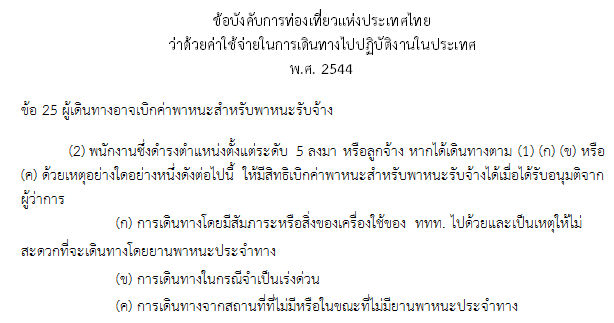 ข้อบังคับการท่องเที่ยวแห่งประเทศไทย
ว่าด้วยค่าใช้จ่ายในการเดินทางไปปฏิบัติงานในประเทศ
พ.ศ. 2544
ข้อ 25 ผู้เดินทางอาจเบิกค่าพาหนะสำหรับพาหนะรับจ้าง
(2) พนักงานซึ่งดำรงตำแหน่งตั้งแต่ระดับ 5 ลงมา หรือลูกจ้าง หากได้เดินทางตาม (1) (ก) (ข) หรือ
(ค) ด้วยเหตุอย่างใดอย่างหนึ่งดังต่อไปนี้ ให้มีสิทธิเบิกค่าพาหนะสำหรับพาหนะรับจ้างได้เมื่อได้รับอนุมัติจาก
ผู้ว่าการ
(ก) การเดินทางโดยมีสัมภาระหรือสิ่งของเครื่องใช้ของ ททท. ไปด้วยและเป็นเหตุให้ไม่
สะดวกที่จะเดินทางโดยยานพาหนะประจำทาง
(ข) การเดินทางในกรณีจำเป็นเร่งด่วน
(ค) การเดินทางจากสถานที่ที่ไม่มีหรือในขณะที่ไม่มียานพาหนะประจำทาง